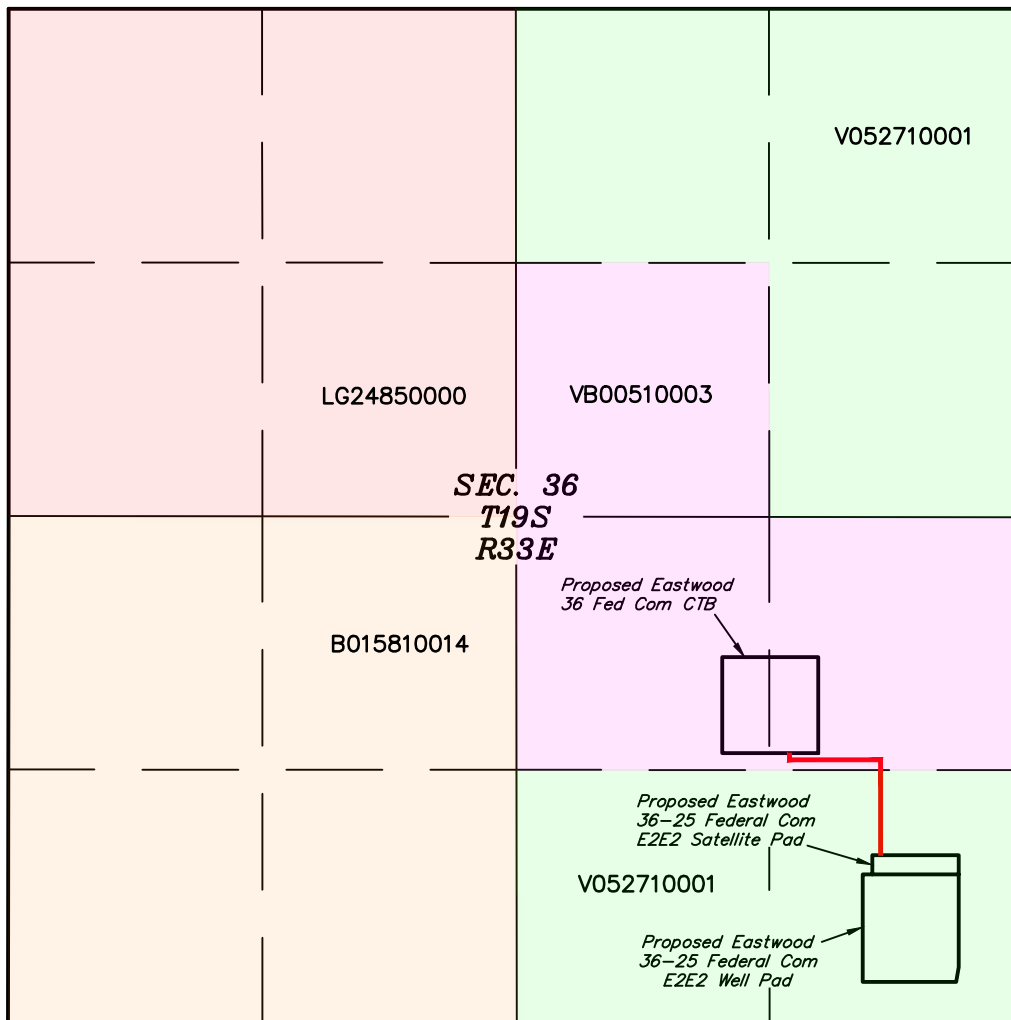 V052710001
LG24850000
VB00510003
SEC. 36
T19S
R33E
Proposed Eastwood
36 Fed Com CTB
B015810014
Proposed Eastwood
36-25 Federal Com
E2E2 Satellite Pad
V052710001
Proposed Eastwood
36-25 Federal Com
E2E2 Well Pad